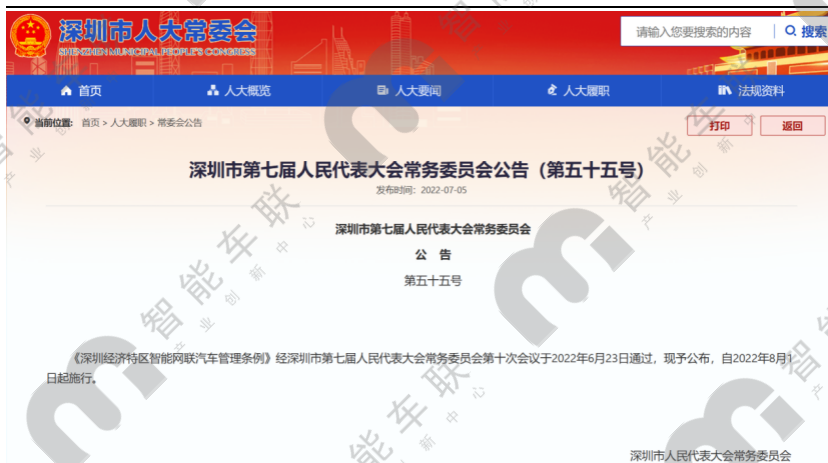 深圳市人大常委会
SHENZHEN MUNICIPAL PEOPLE'S CONGRESS
请输入您要搜索的内容
搜索
首页
人大概览
人大要闻
人大履职
法规资料
当前位置: 首页 > 人大履职 > 常委会公告
打印
返回
深圳市第七届人民代表大会常务委员会公告（第五十五号）
发布时间：2022-07-05
深圳市第七届人民代表大会常务委员会
公 告
第五十五号
《深圳经济特区智能网联汽车管理条例》经深圳市第七届人民代表大会常务委员会第十次会议于2022年6月23日通过，现予公布，自2022年8月1
日起施行。
深圳市人民代表大会常务委员会
智能车联
产业创新中心